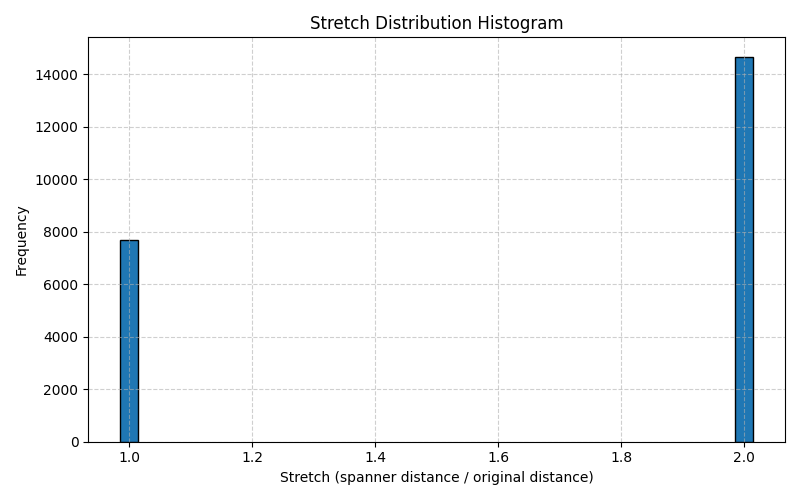 Stretch Distribution Histogram
Frequency
14000
12000
10000
8000
6000
4000
2000
0
1.0 1.2 1.4 1.6 1.8 2.0
Stretch (spanner distance / original distance)